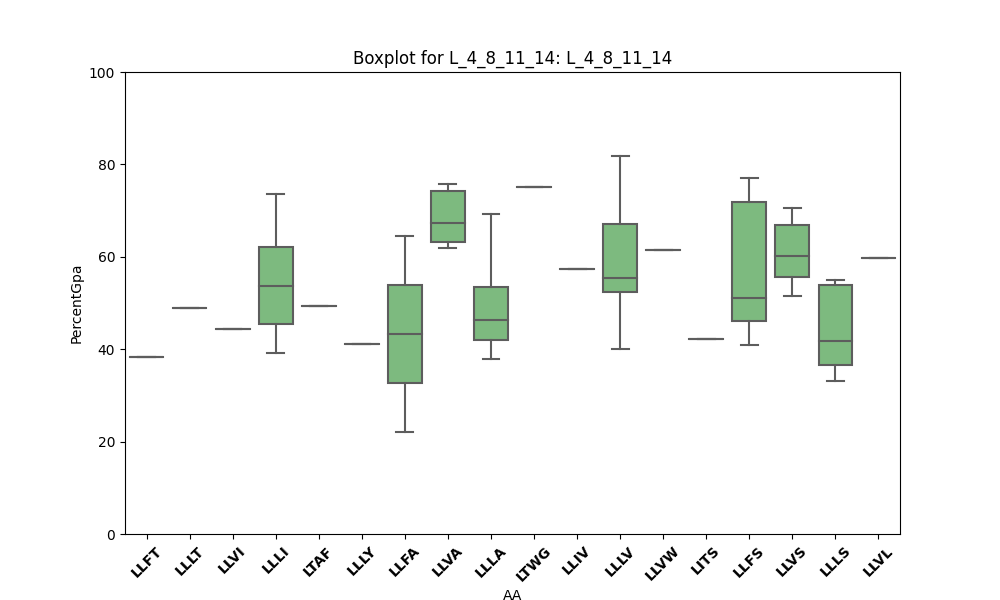 Boxplot for L_4_8_11_14: L_4_8_11_14
100
80
60
40
20
0
PercentGpa
LLFT LLLT LLVI LLLI LTAF LLLY LLFA LLVA LLLA LTWG LLIV LLLV LLVW LITS LLFS LLVS LLLS LLVL
AA